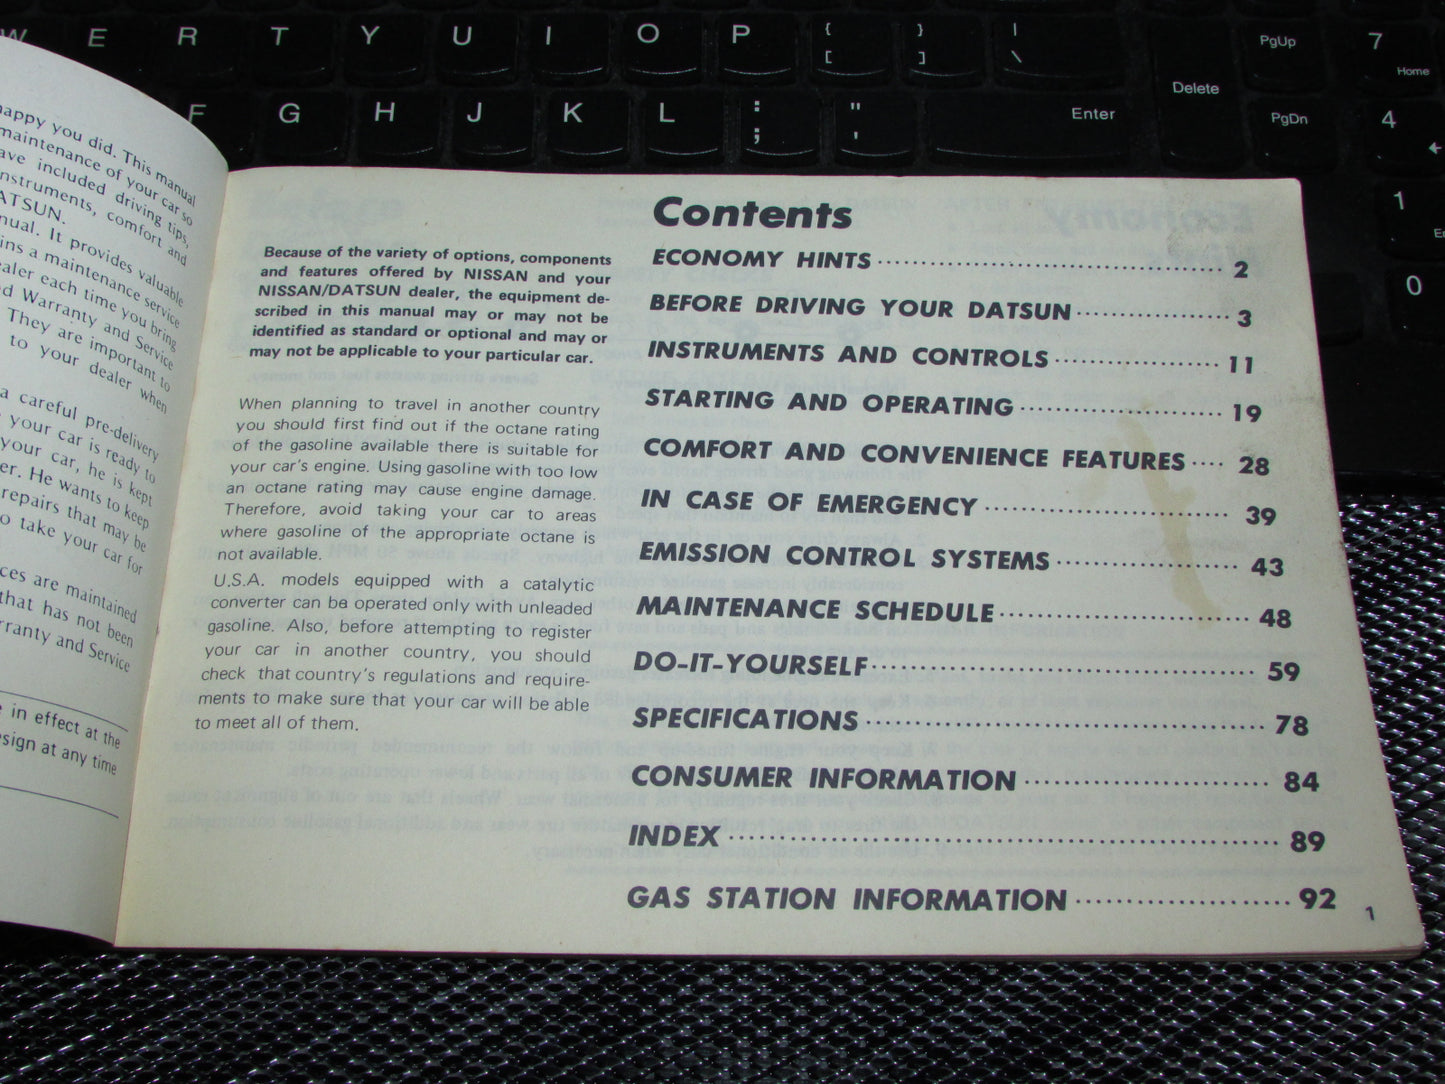 W E R T Y U I O P { [ } ] | \ Delete PgUp 7 Home
F G H J K L : ; " ' Enter PgDn 4
1
0
happy you did. This manual
maintenance of your car so
have included driving tips,
instruments, comfort and
DATSUN.
manual. It provides valuable
a maintenance service
dealer each time you bring
and Warranty and Service
They are important to
to your dealer when
a careful pre-delivery
your car is ready to
your car, he is kept
He wants to keep
repairs that may be
to take your car for
are maintained
that has not been
Warranty and Service
in effect at the
design at any time
Because of the variety of options, components
and features offered by NISSAN and your
NISSAN/DATSUN dealer, the equipment de-
scribed in this manual may or may not be
identified as standard or optional and may or
may not be applicable to your particular car.
When planning to travel in another country
you should first find out if the octane rating
of the gasoline available there is suitable for
your car's engine. Using gasoline with too low
an octane rating may cause engine damage.
Therefore, avoid taking your car to areas
where gasoline of the appropriate octane is
not available.
U.S.A. models equipped with a catalytic
converter can be operated only with unleaded
gasoline. Also, before attempting to register
your car in another country, you should
check that country's regulations and require-
ments to make sure that your car will be able
to meet all of them.
Contents
ECONOMY HINTS 2
BEFORE DRIVING YOUR DATSUN 3
INSTRUMENTS AND CONTROLS 11
STARTING AND OPERATING 19
COMFORT AND CONVENIENCE FEATURES 28
IN CASE OF EMERGENCY 39
EMISSION CONTROL SYSTEMS 43
MAINTENANCE SCHEDULE 48
DO-IT-YOURSELF 59
SPECIFICATIONS 78
CONSUMER INFORMATION 84
INDEX 89
GAS STATION INFORMATION 92
1